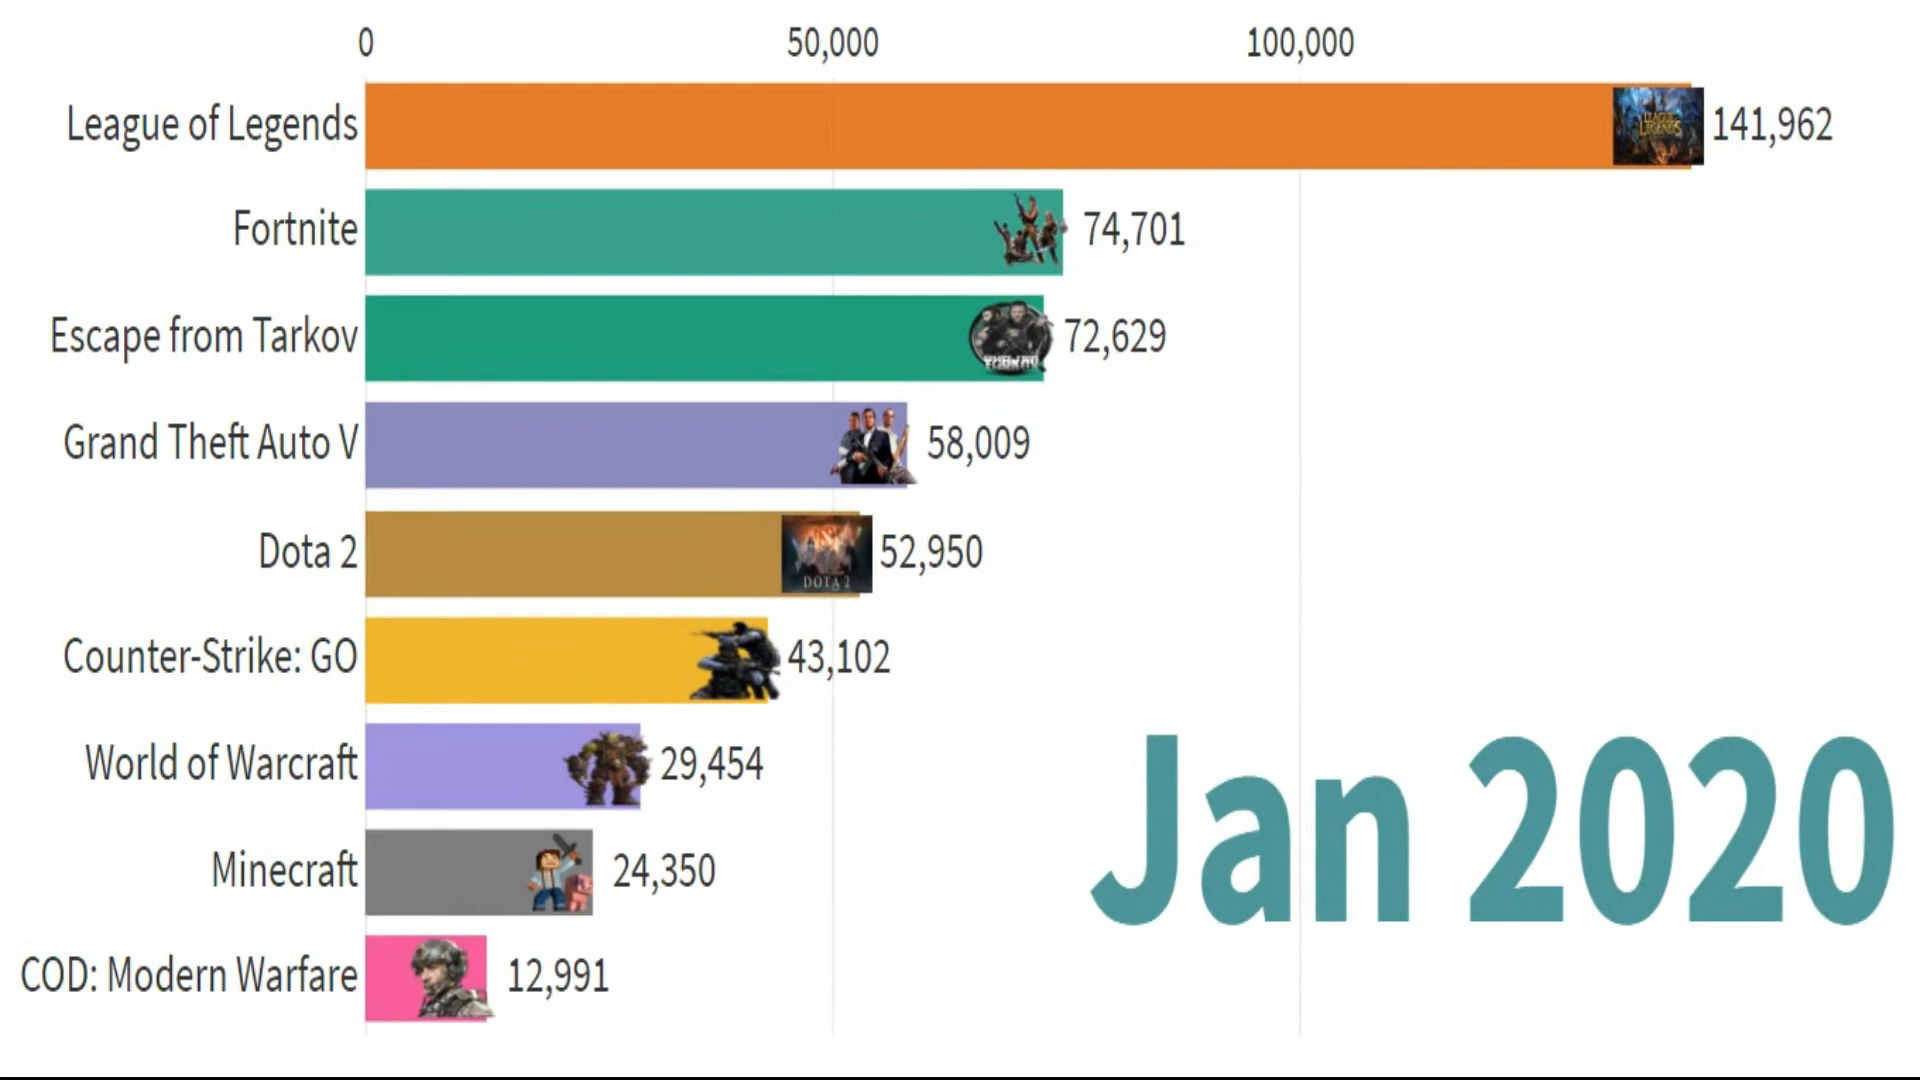 0 50,000 100,000
League of Legends 141,962
Fortnite 74,701
Escape from Tarkov 72,629
Grand Theft Auto V 58,009
DOTA 2
Dota 2 52,950
Counter-Strike: GO 43,102
World of Warcraft 29,454
Minecraft 24,350
COD: Modern Warfare 12,991
Jan 2020